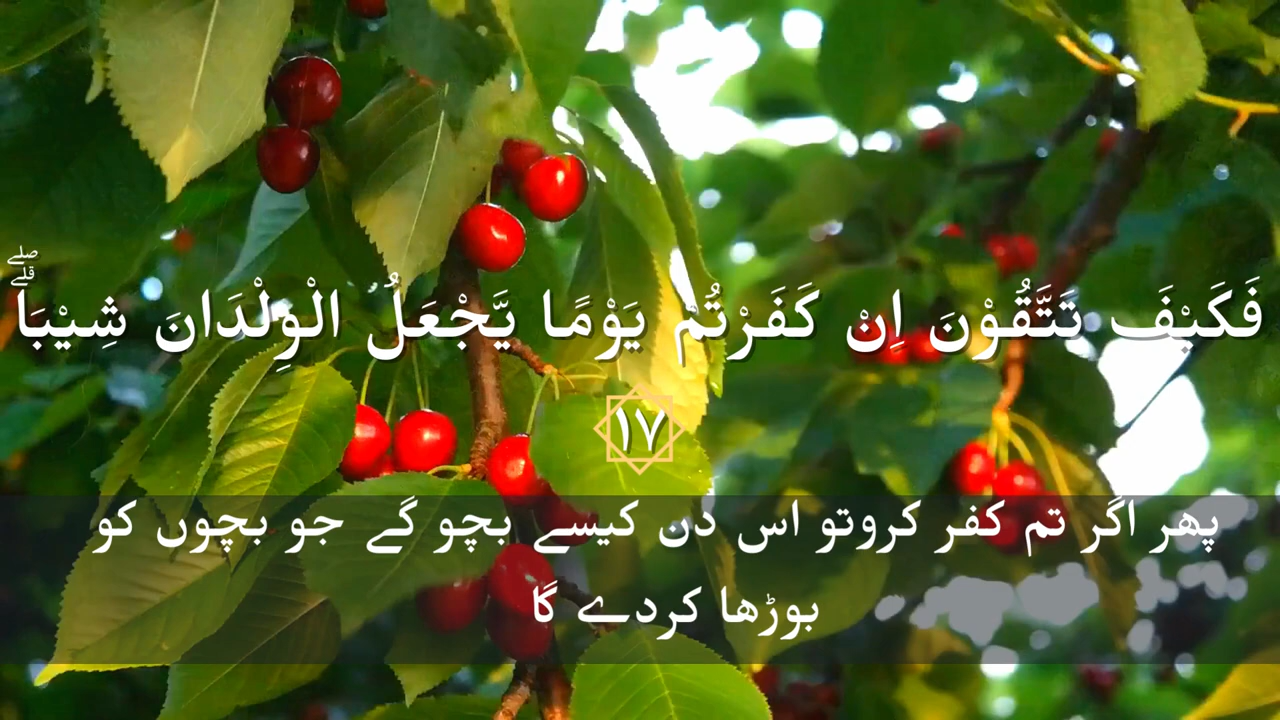 فَكَيْفَ تَتَّقُوْنَ اِنْ كَفَرْتُمْ يَوْمًا يَّجْعَلُ الْوِلْدَانَ شِيْبَاۖۗ
١٧
پھر اگر تم کفر کروتو اس دن کیسے بچو گے جو بچوں کو
بوڑھا کردے گا